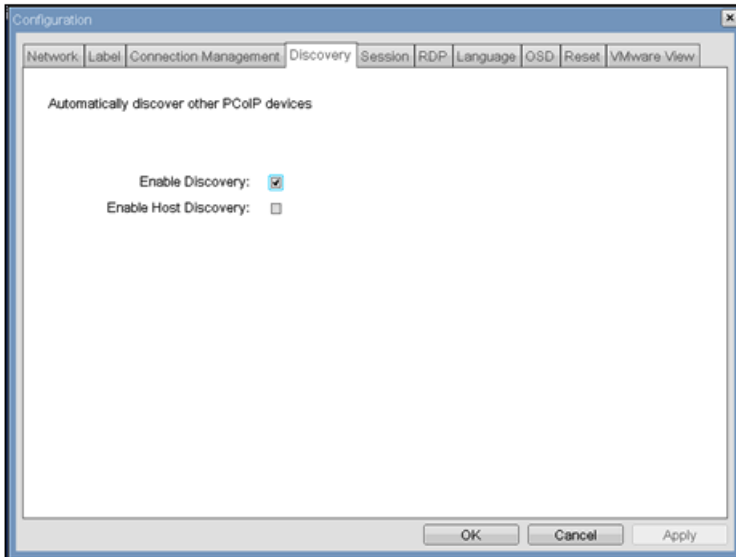 Configuration
Network Label Connection Management Discovery Session RDP Language OSD Reset VMware View
Automatically discover other PCoIP devices
Enable Discovery:
Enable Host Discovery:
OK Cancel Apply